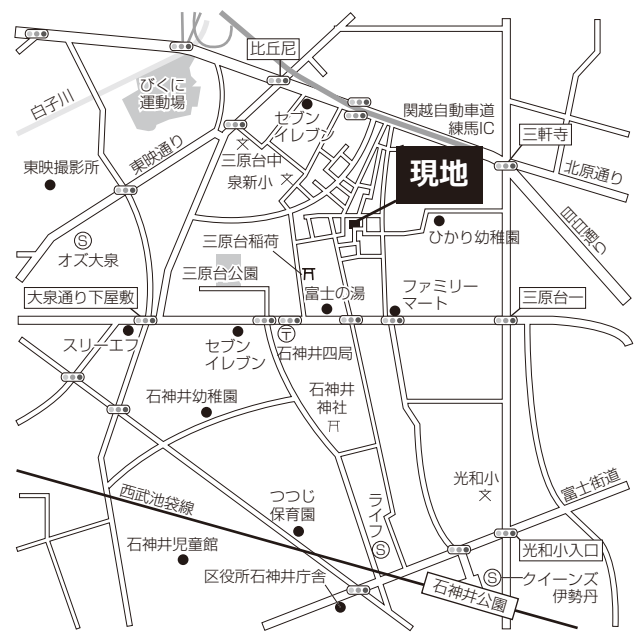 比丘尼
びくに
運動場
白子川
セブン
イレブン
関越自動車道
練馬IC
三軒寺
東映通り
三原台中
文
泉新小
文
現地
北原通り
東映撮影所
目白通り
Ⓢ
オズ大泉
三原台稲荷
ひかり幼稚園
三原台公園
富士の湯
ファミリー
マート
大泉通り下屋敷
三原台一
スリーエフ
セブン
イレブン
〒
石神井四局
石神井幼稚園
石神井
神社
光和小
文
富士街道
西武池袋線
つつじ
保育園
ライフ
Ⓢ
石神井児童館
光和小入口
区役所石神井庁舎
石神井公園
Ⓢ
クイーンズ
伊勢丹